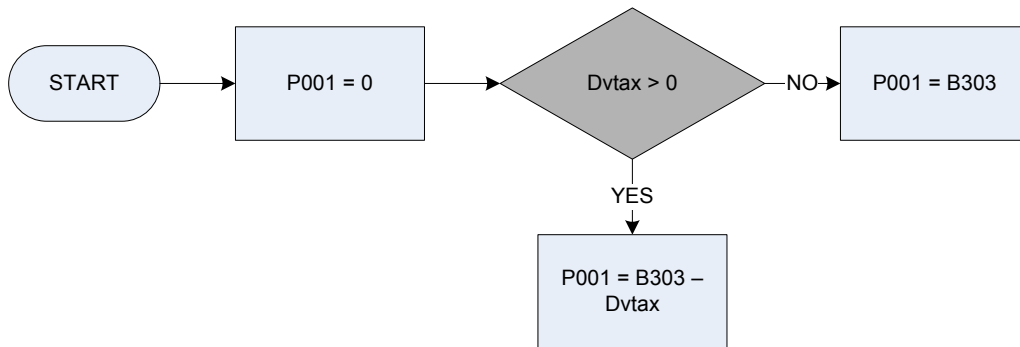 START
P001 = 0
Dvtax > 0
NO
P001 = B303
YES
P001 = B303 –
Dvtax